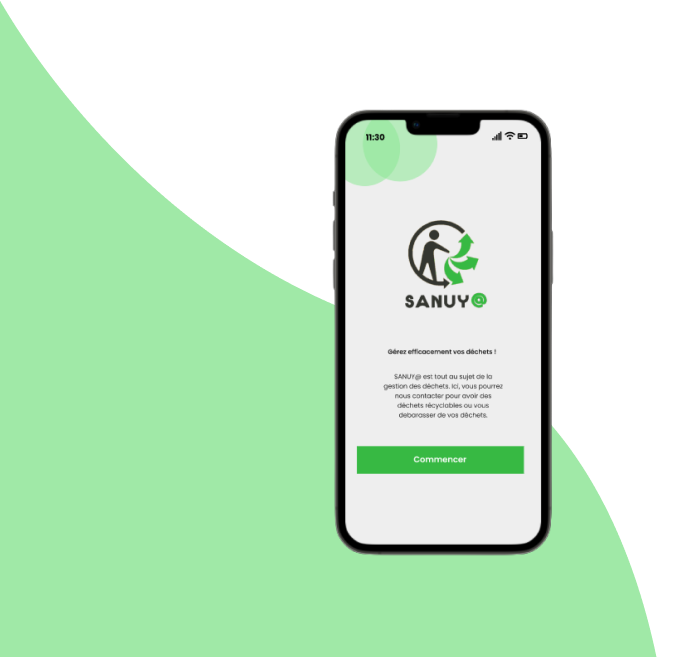 11:30
SANUY@
Gérez efficacement vos déchets !
SANUY@ est tout au sujet de la
gestion des déchets. Ici, vous pourrez
nous contacter pour avoir des
déchets récyclables ou vous
debarasser de vos déchets.
Commencer